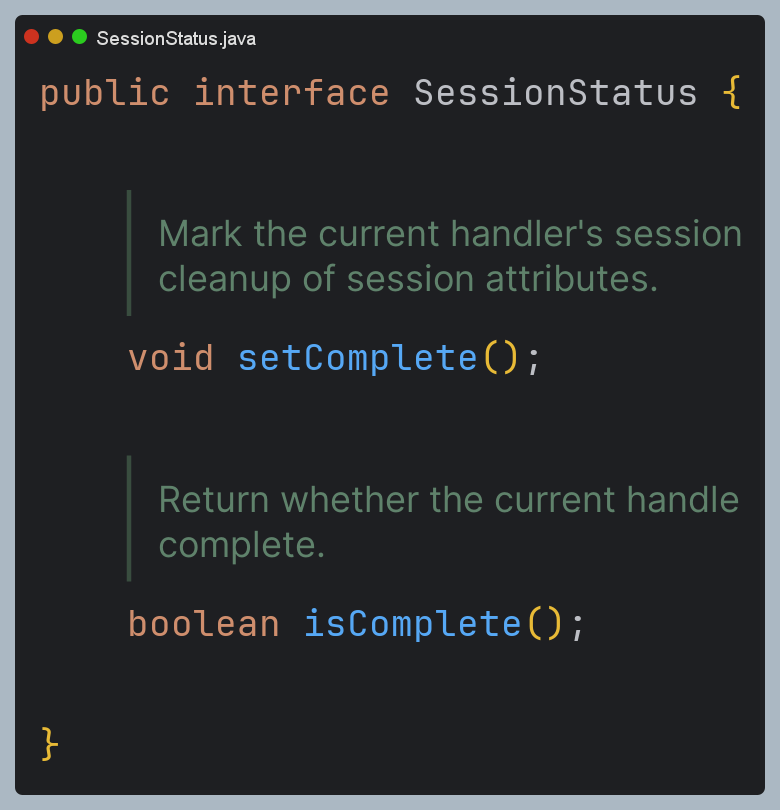 SessionStatus.java
public interface SessionStatus {
Mark the current handler's session
cleanup of session attributes.
void setComplete();
Return whether the current handle
complete.
boolean isComplete();
}